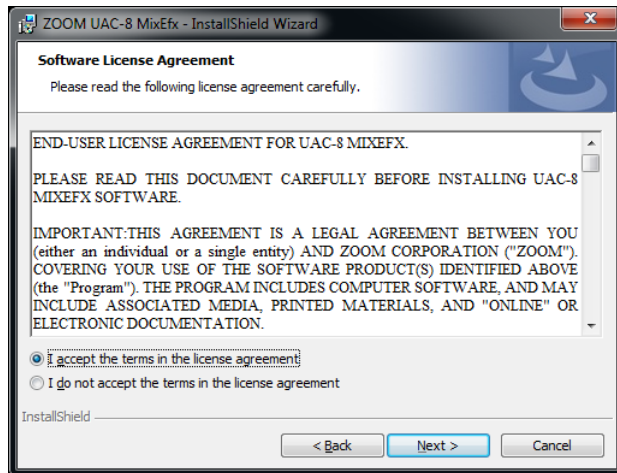 ZOOM UAC-8 MixEfx - InstallShield Wizard
Software License Agreement
Please read the following license agreement carefully.
END-USER LICENSE AGREEMENT FOR UAC-8 MIXEFX.
PLEASE READ THIS DOCUMENT CAREFULLY BEFORE INSTALLING UAC-8
MIXEFX SOFTWARE.
IMPORTANT:THIS AGREEMENT IS A LEGAL AGREEMENT BETWEEN YOU
(either an individual or a single entity) AND ZOOM CORPORATION ("ZOOM").
COVERING YOUR USE OF THE SOFTWARE PRODUCT(S) IDENTIFIED ABOVE
(the "Program"). THE PROGRAM INCLUDES COMPUTER SOFTWARE, AND MAY
INCLUDE ASSOCIATED MEDIA, PRINTED MATERIALS, AND "ONLINE" OR
ELECTRONIC DOCUMENTATION.
I accept the terms in the license agreement
I do not accept the terms in the license agreement
InstallShield
< Back Next > Cancel